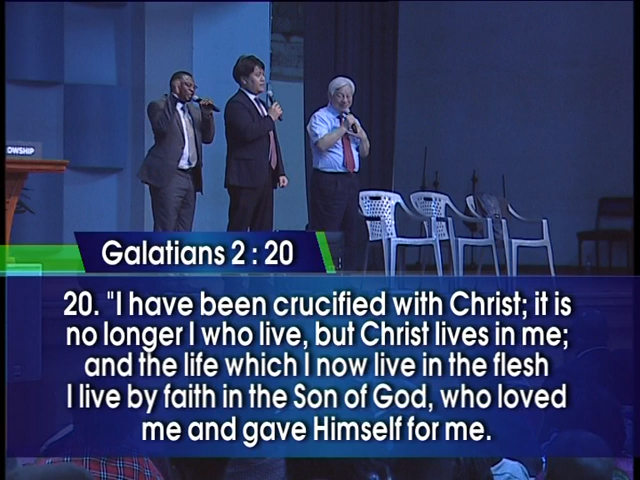 OWSHIP
Galatians 2 : 20
20. "I have been crucified with Christ; it is
no longer I who live, but Christ lives in me;
and the life which I now live in the flesh
I live by faith in the Son of God, who loved
me and gave Himself for me.